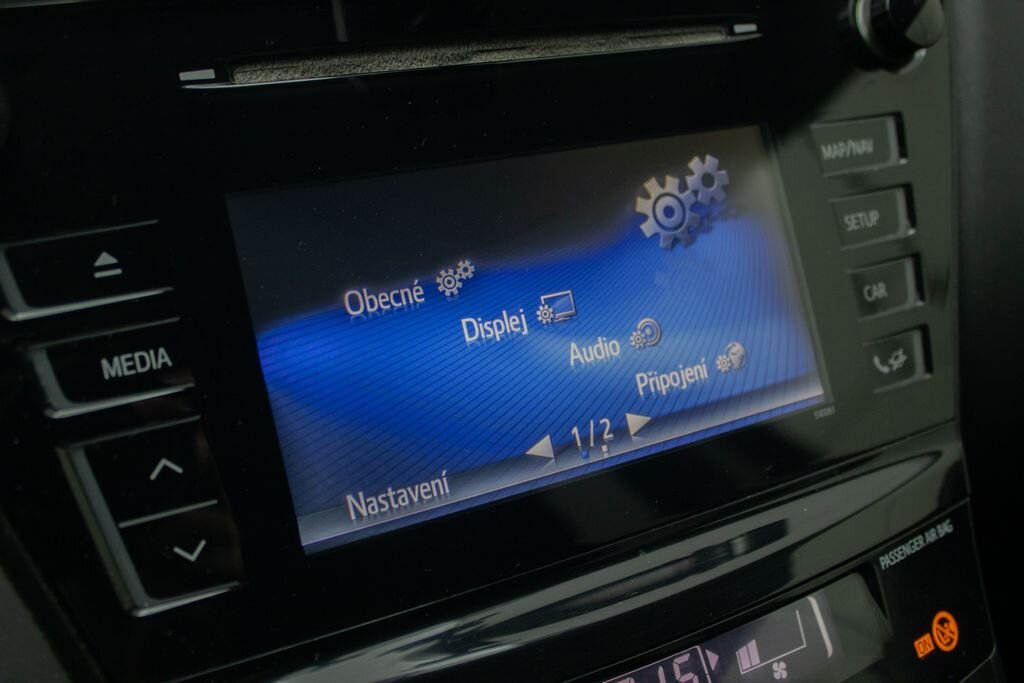 MAP/NAV
SETUP
CAR
MEDIA
Obecné
Displej
Audio
Připojení
1/2
Nastavení
PASSENGER AIR BAG
ON